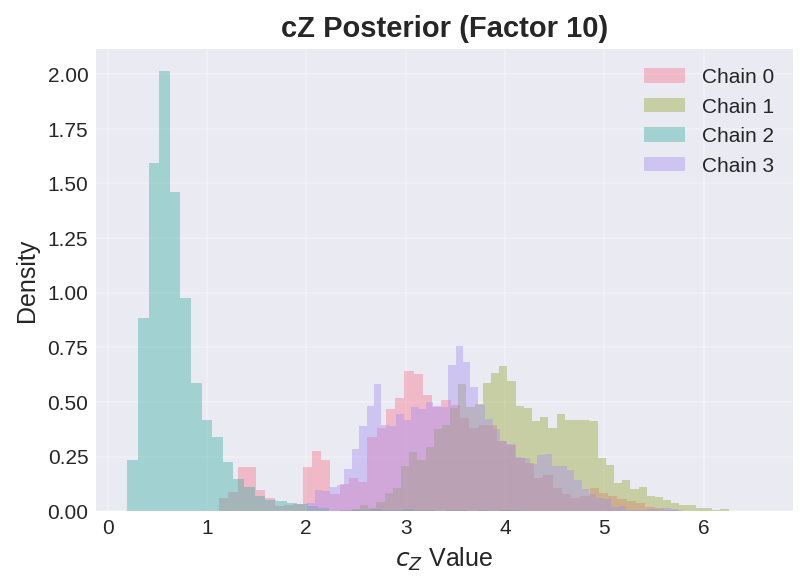 cZ Posterior (Factor 10)
Chain 0
Chain 1
Chain 2
Chain 3
Density
2.00
1.75
1.50
1.25
1.00
0.75
0.50
0.25
0.00
0 1 2 3 4 5 6
c_Z Value